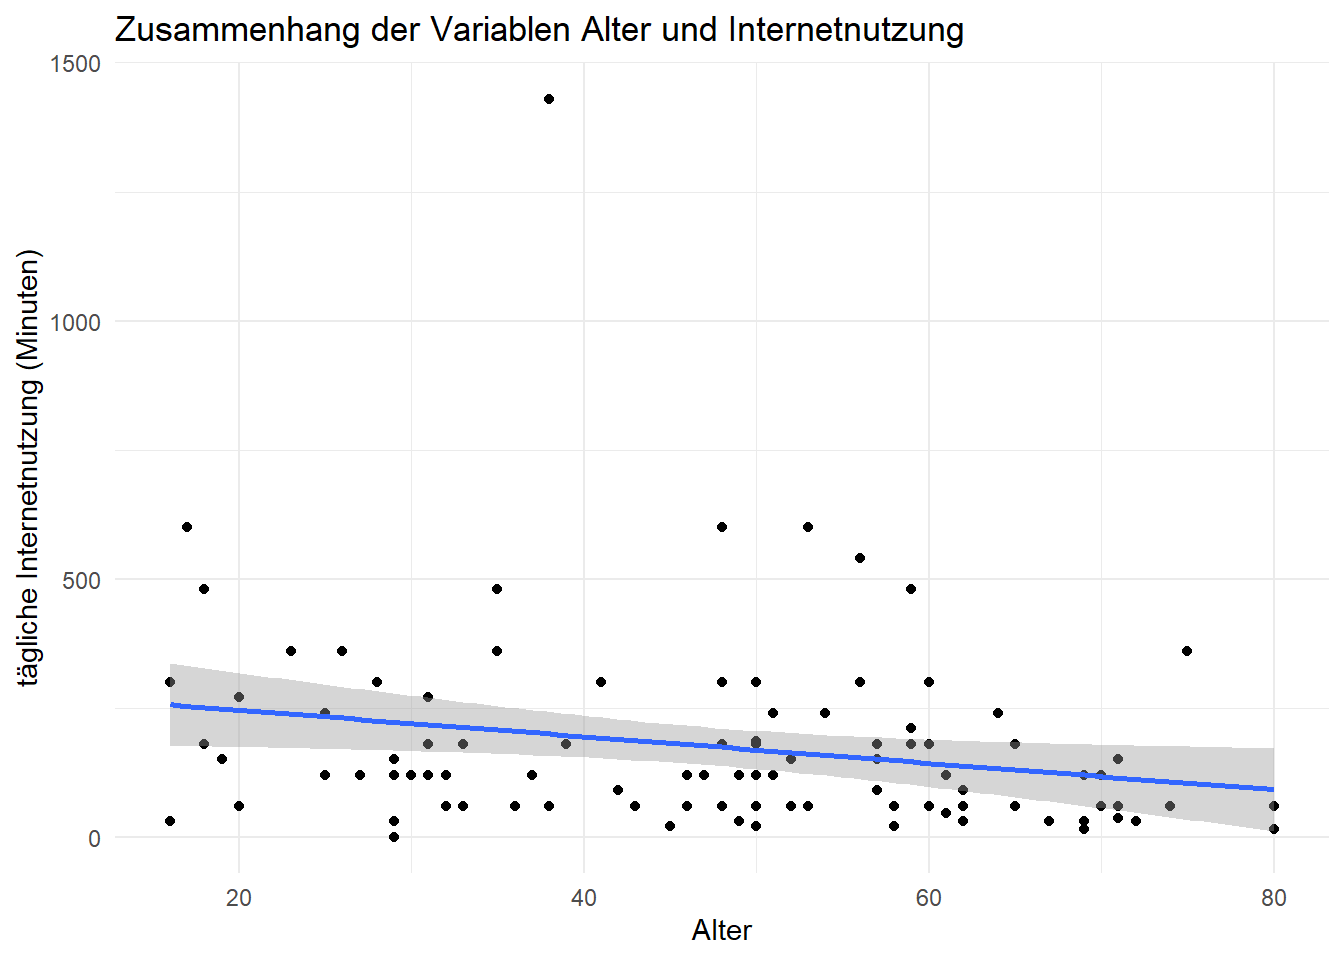 Zusammenhang der Variablen Alter und Internetnutzung
tägliche Internetnutzung (Minuten)
1500
1000
500
0
20 40 60 80
Alter